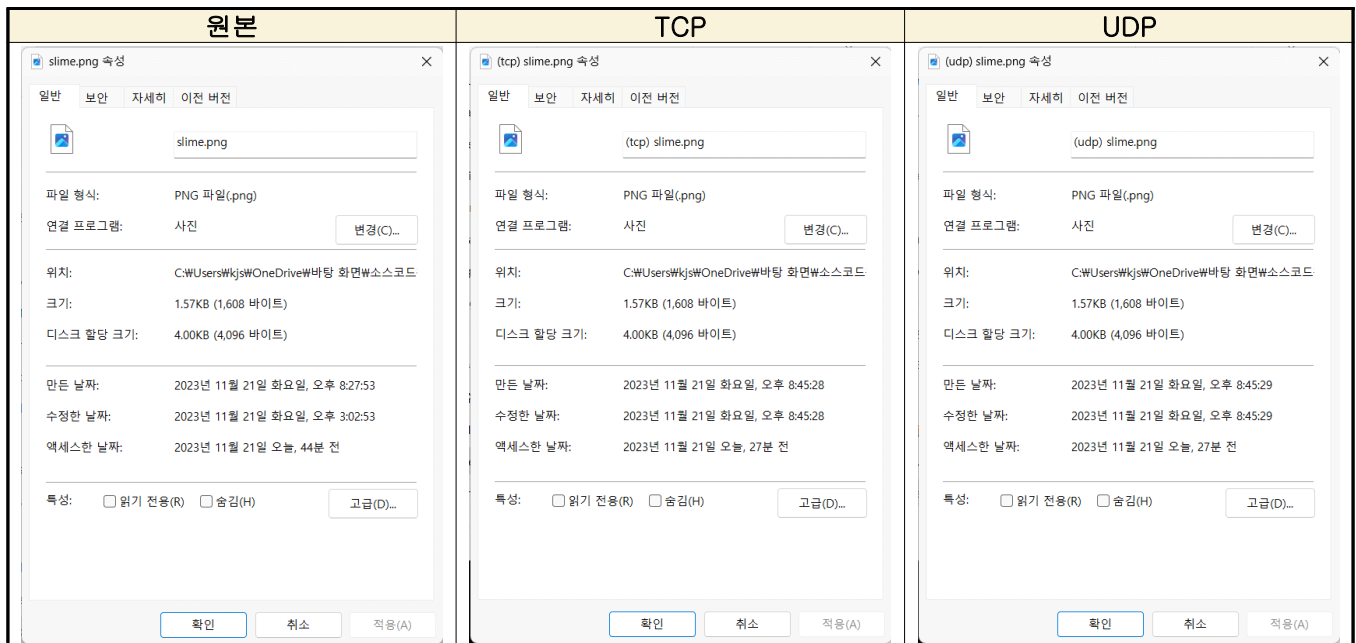 원본
TCP
UDP
slime.png 속성
일반 보안 자세히 이전 버전
slime.png
파일 형식: PNG 파일(.png)
연결 프로그램: 사진 변경(C)...
위치: C:₩Users₩kjs₩OneDrive₩바탕 화면₩소스코드
크기: 1.57KB (1,608 바이트)
디스크 할당 크기: 4.00KB (4,096 바이트)
만든 날짜: 2023년 11월 21일 화요일, 오후 8:27:53
수정한 날짜: 2023년 11월 21일 화요일, 오후 3:02:53
액세스한 날짜: 2023년 11월 21일 오늘, 44분 전
특성: 읽기 전용(R) 숨김(H) 고급(D)...
확인 취소 적용(A)
(tcp) slime.png 속성
일반 보안 자세히 이전 버전
(tcp) slime.png
파일 형식: PNG 파일(.png)
연결 프로그램: 사진 변경(C)...
위치: C:₩Users₩kjs₩OneDrive₩바탕 화면₩소스코드
크기: 1.57KB (1,608 바이트)
디스크 할당 크기: 4.00KB (4,096 바이트)
만든 날짜: 2023년 11월 21일 화요일, 오후 8:45:28
수정한 날짜: 2023년 11월 21일 화요일, 오후 8:45:28
액세스한 날짜: 2023년 11월 21일 오늘, 27분 전
특성: 읽기 전용(R) 숨김(H) 고급(D)...
확인 취소 적용(A)
(udp) slime.png 속성
일반 보안 자세히 이전 버전
(udp) slime.png
파일 형식: PNG 파일(.png)
연결 프로그램: 사진 변경(C)...
위치: C:₩Users₩kjs₩OneDrive₩바탕 화면₩소스코드
크기: 1.57KB (1,608 바이트)
디스크 할당 크기: 4.00KB (4,096 바이트)
만든 날짜: 2023년 11월 21일 화요일, 오후 8:45:29
수정한 날짜: 2023년 11월 21일 화요일, 오후 8:45:29
액세스한 날짜: 2023년 11월 21일 오늘, 27분 전
특성: 읽기 전용(R) 숨김(H) 고급(D)...
확인 취소 적용(A)